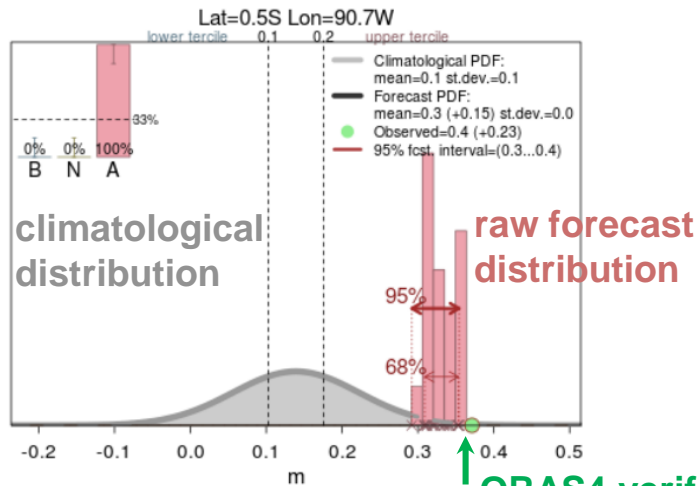 Lat=0.5S Lon=90.7W
lower tercile 0.1 0.2 upper tercile
Climatological PDF:
mean=0.1 st.dev.=0.1
Forecast PDF:
mean=0.3 (+0.15) st.dev.=0.0
Observed=0.4 (+0.23)
95% fcst. interval=(0.3...0.4)
33%
0% 0% 100%
B N A
climatological
distribution
raw forecast
distribution
95%
68%
-0.2 -0.1 0.0 0.1 0.2 0.3 0.4 0.5
m